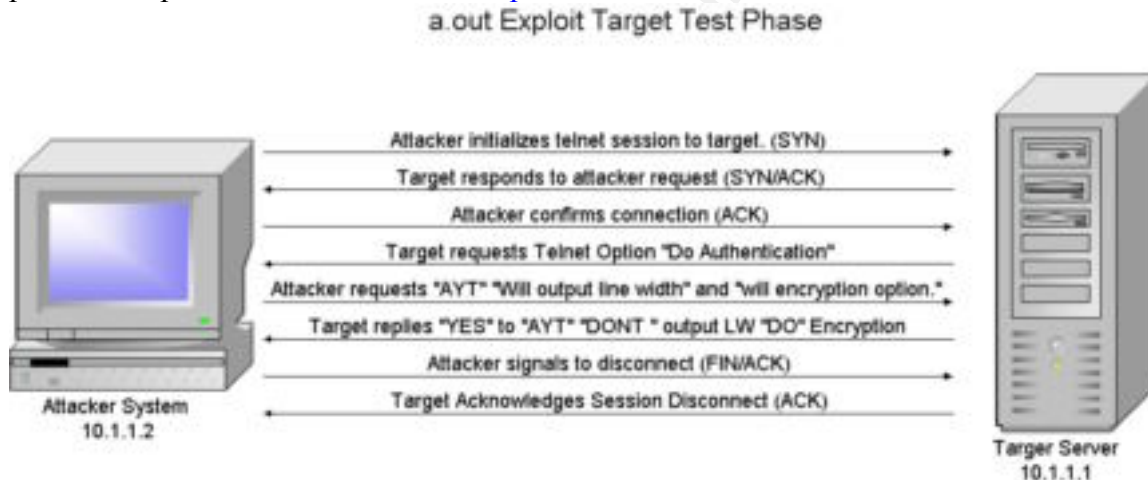 a.out Exploit Target Test Phase
Attacker initializes telnet session to target. (SYN)
Target responds to attacker request (SYN/ACK)
Attacker confirms connection (ACK)
Target requests Telnet Option "Do Authentication"
Attacker requests "AYT" "Will output line width" and "will encryption option."
Target replies "YES" to "AYT" "DONT " output LW "DO" Encryption
Attacker signals to disconnect (FIN/ACK)
Target Acknowledges Session Disconnect (ACK)
Attacker System
10.1.1.2
Targer Server
10.1.1.1